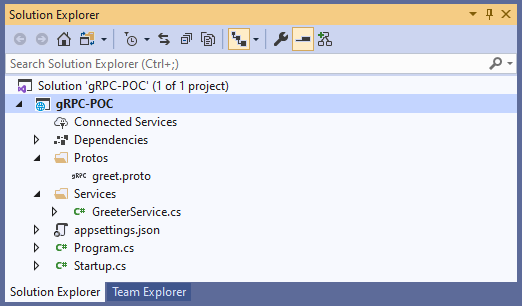 Solution Explorer
Search Solution Explorer (Ctrl+;)
Solution 'gRPC-POC' (1 of 1 project)
gRPC-POC
Connected Services
Dependencies
Protos
gRPC greet.proto
Services
C# GreeterService.cs
appsettings.json
C# Program.cs
C# Startup.cs
Solution Explorer Team Explorer